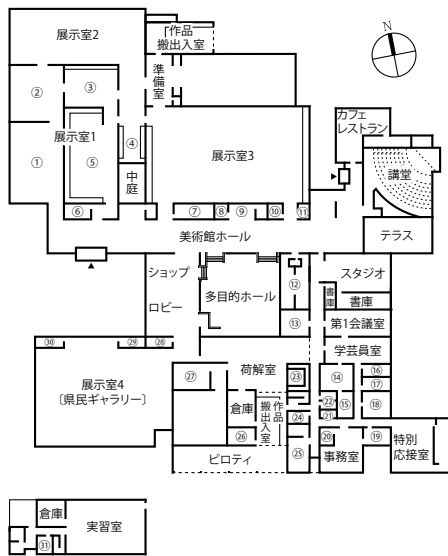 展示室2
作品
搬出入室
N
準備室
②
③
カフェ
レストラン
展示室1
④
展示室3
講堂
①
⑤
中庭
⑥
⑦
⑧
⑨
⑩
⑪
美術館ホール
テラス
ショップ
スタジオ
⑫
書庫
書庫
ロビー
多目的ホール
⑬
第1会議室
学芸員室
㉚
㉙
㉘
荷解室
⑭
⑯
㉗
㉓
⑰
展示室4
〔県民ギャラリー〕
倉庫
作品
搬出入室
㉒
⑮
⑱
㉔
㉑
㉖
⑳
⑲
特別
応接室
ピロティ
㉕
事務室
倉庫
実習室
㉛